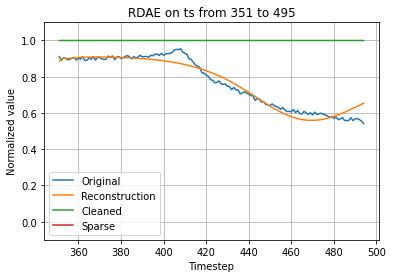 RDAE on ts from 351 to 495
Normalized value
1.0
0.8
0.6
0.4
0.2
0.0
Original
Reconstruction
Cleaned
Sparse
360 380 400 420 440 460 480 500
Timestep